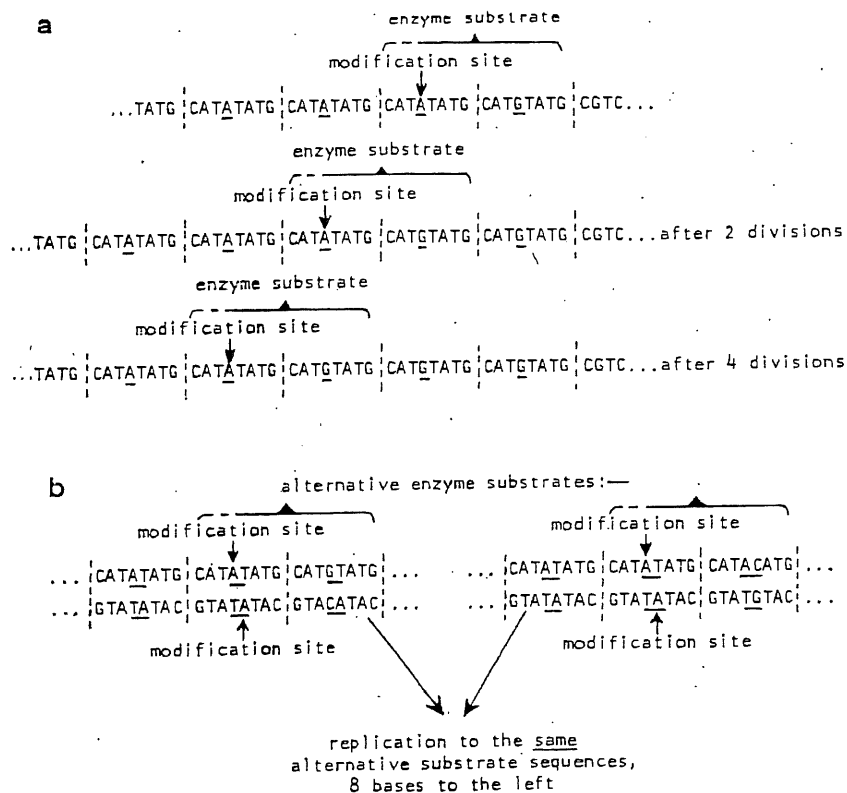 a
enzyme substrate
modification site
...TATG CATATATG CATATATG CATATATG CATGTATG CGTC...
enzyme substrate
modification site
...TATG CATATATG CATATATG CATATATG CATGTATG CATGTATG CGTC...after 2 divisions
enzyme substrate
modification site
...TATG CATATATG CATATATG CATGTATG CATGTATG CATGTATG CGTC...after 4 divisions
b
alternative enzyme substrates:—
modification site
modification site
... CATATATG CATATATG CATGTATG ...
... CATATATG CATATATG CATACATG ...
... GTATATAC GTATATAC GTACATAC ...
... GTATATAC GTATATAC GTATGTAC ...
modification site
modification site
replication to the same
alternative substrate sequences,
8 bases to the left